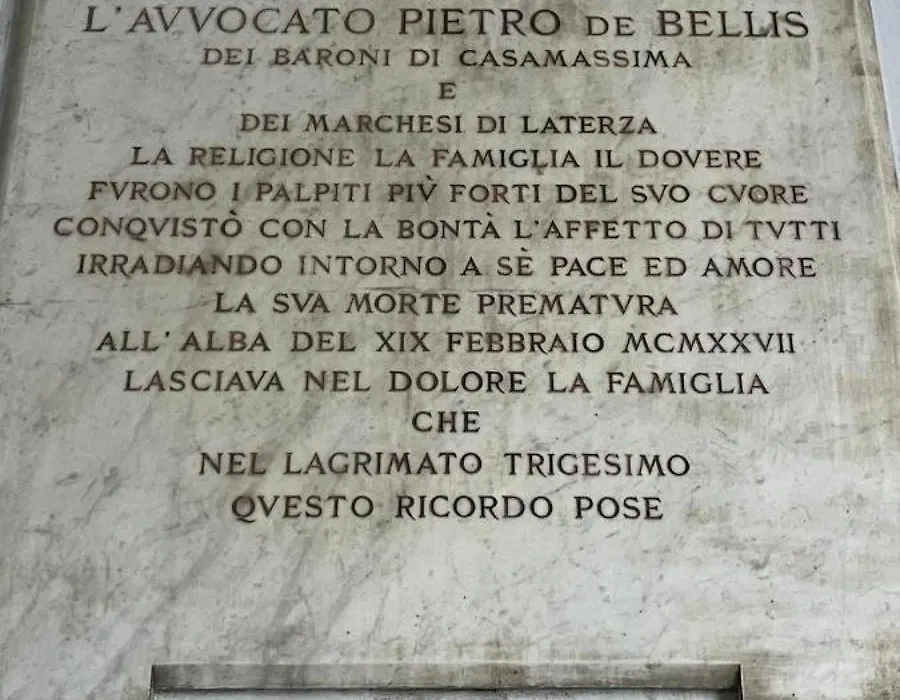 L'AVVOCATO PIETRO DE BELLIS
DEI BARONI DI CASAMASSIMA
E
DEI MARCHESI DI LATERZA
LA RELIGIONE LA FAMIGLIA IL DOVERE
FVRONO I PALPITI PIÙ FORTI DEL SVO CVORE
CONQVISTÒ CON LA BONTÀ L'AFFETTO DI TVTTI
IRRADIANDO INTORNO A SÈ PACE ED AMORE
LA SVA MORTE PREMATVRA
ALL'ALBA DEL XIX FEBBRAIO MCMXXVII
LASCIAVA NEL DOLORE LA FAMIGLIA
CHE
NEL LAGRIMATO TRIGESIMO
QVESTO RICORDO POSE